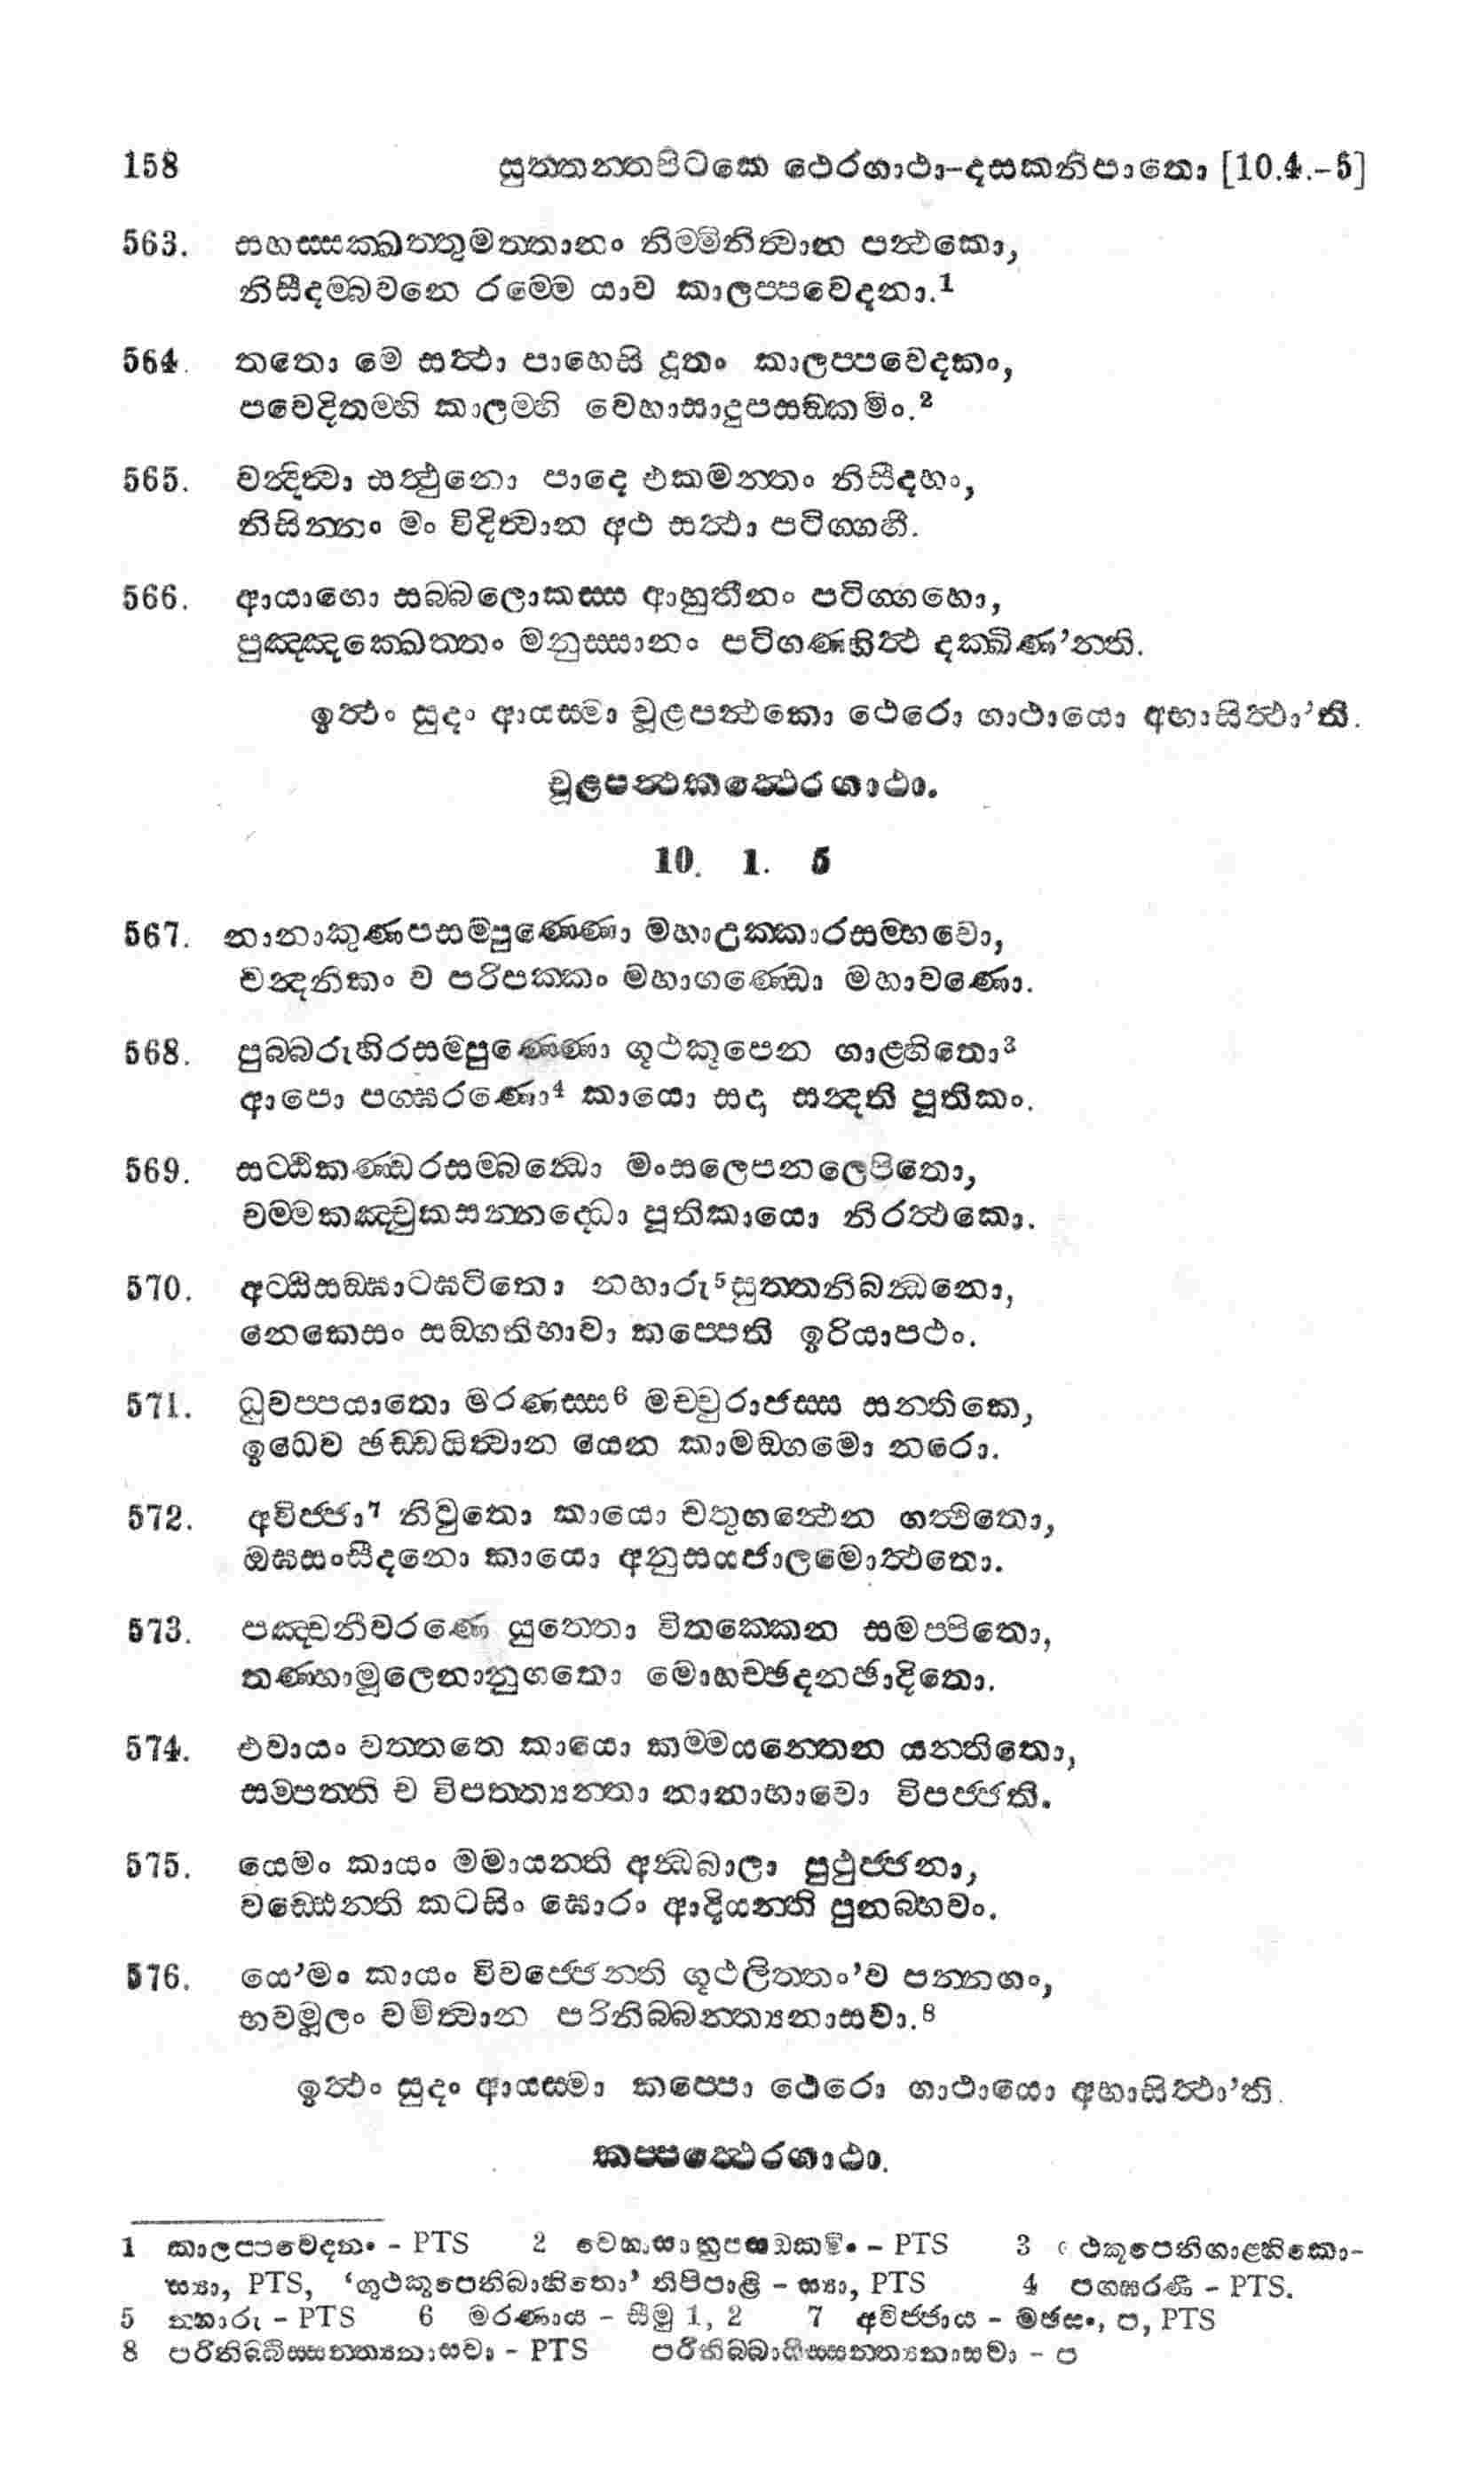 158 සුත්තන්තපිටකෙ ථෙරගාථා-දසකනිපාතො [10.4.-5]
563. සහස්සක්ඛත්තුමත්තානං නිම්මිනිත්වාන පන්ථකො,
නිසීදම්බවනෙ රම්මෙ යාව කාලප්පවෙදනා.1
564. තතො මෙ සත්ථා පාහෙසි දූතං කාලප්පවෙදකං,
පවෙදිතම්හි කාලම්හි වෙහාසාදුපසඞ්කමිං.2
565. වන්දිත්වා සත්ථුනො පාදෙ එකමන්තං නිසීදහං,
නිසින්නං මං විදිත්වාන අථ සත්ථා පටිග්ගහී.
566. ආයාගො සබ්බලොකස්ස ආහුතීනං පටිග්ගහො,
පුඤ්ඤක්ඛෙත්තං මනුස්සානං පටිගණ්හිත්ථ දක්ඛිණ’න්ති.
ඉත්ථං සුදං ආයස්මා චූළපන්ථකො ථෙරො ගාථායො අභාසිත්ථා’ති.
චූළපන්ථකත්ථෙරගාථා.
10. 1. 5
567. නානාකුණපසම්පුණ්ණො මහාඋක්කාරසම්භවො,
චන්දනිකං ව පරිපක්කං මහාගණ්ඩො මහාවණො.
568. පුබ්බරුහිරසම්පුණ්ණො ගූථකූපෙන ගාළ්හිතො3
ආපො පග්ඝරණො4 කායො සදා සන්දති පූතිකං.
569. සට්ඨිකණ්ඩරසම්බන්ධො මංසලෙපනලෙපිතො,
චම්මකඤ්චුකසන්නද්ධො පූතිකායො නිරත්ථකො.
570. අට්ඨිසඞ්ඝාටඝටිතො නහාරු5සුත්තනිබන්ධනො,
නෙකෙසං සඞ්ගතිභාවා කප්පෙති ඉරියාපථං.
571. ධුවප්පයාතො මරණස්ස6 මච්චුරාජස්ස සන්තිකෙ,
ඉධෙව ඡඩ්ඩයිත්වාන යෙන කාමඞ්ගමො නරො.
572. අවිජ්ජා7 නිවුතො කායො චතුගන්ථෙන ගන්ථිතො,
ඔඝසංසීදනො කායො අනුසයජාලමොත්ථතො.
573. පඤ්චනීවරණෙ යුත්තො විතක්කෙන සමප්පිතො,
තණ්හාමූලෙනානුගතො මොහච්ඡදනඡාදිතො.
574. එවායං වත්තතෙ කායො කම්මයන්තෙන යන්තිතො,
සම්පත්ති ච විපත්ත්‍යන්තා නානාභාවො විපජ්ජති.
575. යෙමං කායං මමායන්ති අන්ධබාලා පුථුජ්ජනා,
වඩ්ඪෙන්ති කටසිං ඝොරං ආදියන්ති පුනබ්භවං.
576. යෙ’මං කායං විවජ්ජෙන්ති ගූථලිත්තං’ව පන්නගං,
භවමූලං වමිත්වාන පරිනිබ්බන්ත්‍යනාසවා.8
ඉත්ථං සුදං ආයස්මා කප්පො ථෙරො ගාථායො අභාසිත්ථා’ති.
කප්පත්ථෙරගාථා.
1 කාලප්පවෙදනං - PTS 2 වෙහාසානුපසඞ්කමිං - PTS 3 ථකූපෙනිගාළ්හිතො-
ස්‍යා, PTS, ‘ගූථකූපෙනිබාහිතො’ තිපිපාළි - ස්‍යා, PTS 4 පග්ඝරණී - PTS.
5 න්හාරු - PTS 6 මරණාය - සීමු 1, 2 7 අවිජ්ජාය - මඡසං, ප, PTS
8 පරිනිබ්බිස්සන්ත්‍යනාසවා - PTS පරිනිබ්බායිස්සන්ත්‍යනාසවා - ප